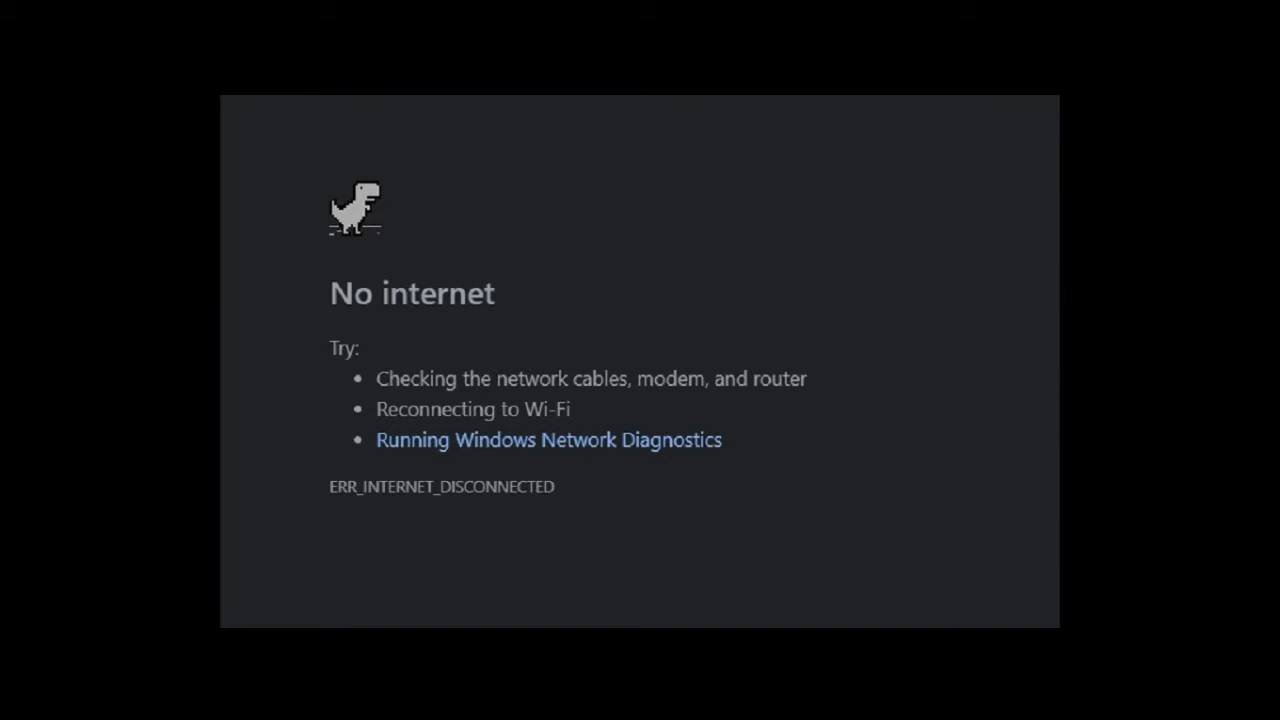 No internet
Try:
Checking the network cables, modem, and router
Reconnecting to Wi-Fi
Running Windows Network Diagnostics
ERR_INTERNET_DISCONNECTED